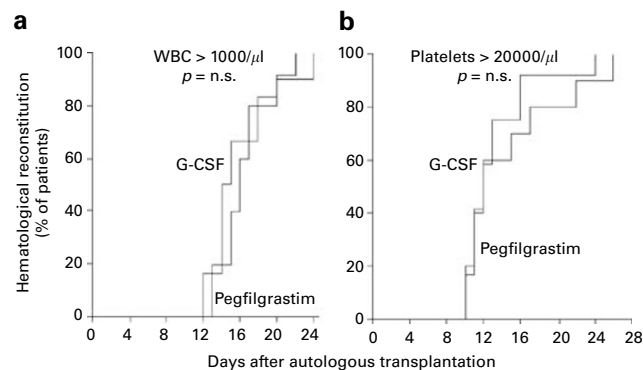 a
WBC > 1000/µl
p = n.s.
G-CSF
Pegfilgrastim
100
80
60
40
20
0
0 4 8 12 16 20 24
b
Platelets > 20000/µl
p = n.s.
G-CSF
Pegfilgrastim
100
80
60
40
20
0
0 4 8 12 16 20 24 28
Hematological reconstitution
(% of patients)
Days after autologous transplantation